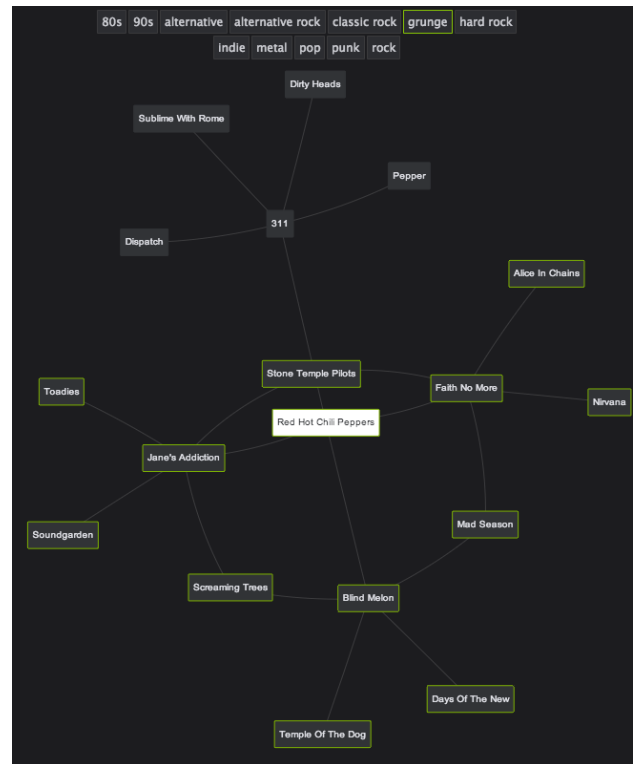 80s 90s alternative alternative rock classic rock grunge hard rock
indie metal pop punk rock
Dirty Heads
Sublime With Rome
Pepper
311
Dispatch
Alice In Chains
Stone Temple Pilots
Faith No More
Toadies
Nirvana
Red Hot Chili Peppers
Jane's Addiction
Mad Season
Soundgarden
Screaming Trees
Blind Melon
Days Of The New
Temple Of The Dog